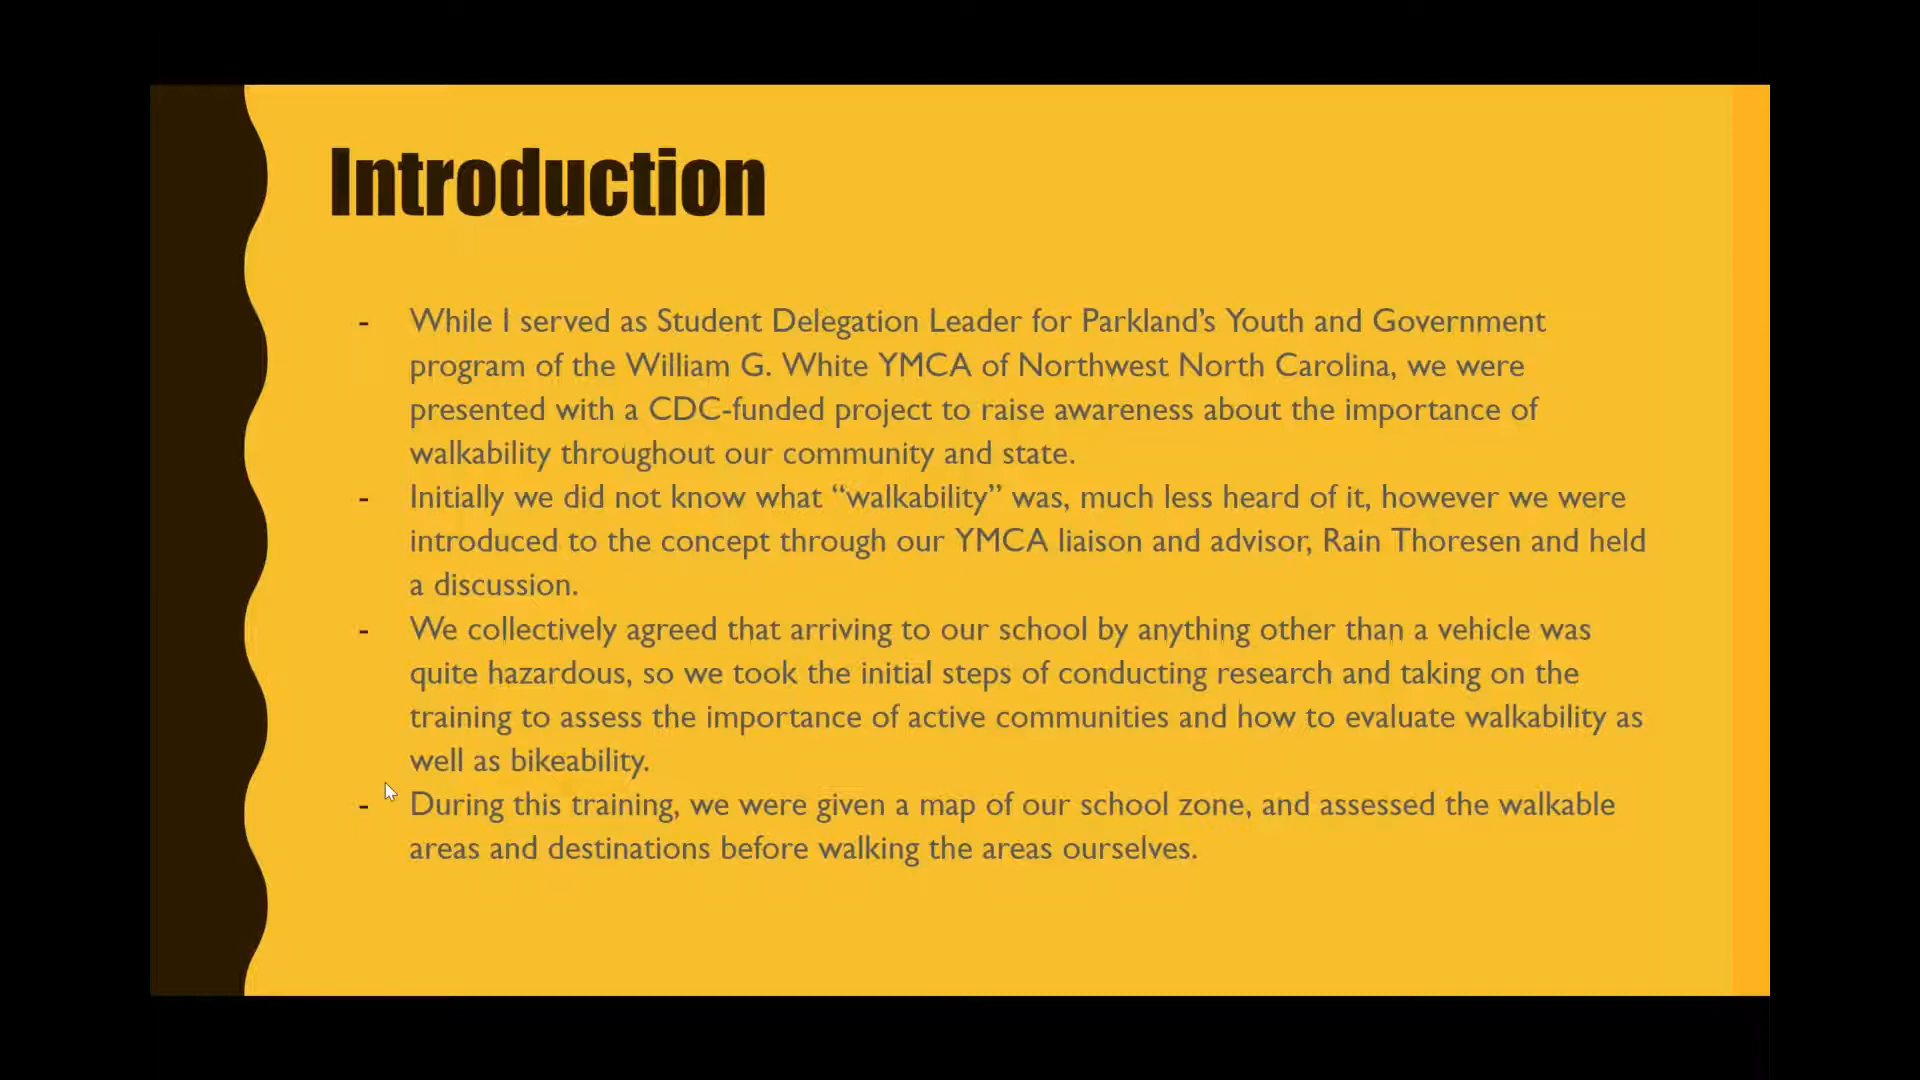 Introduction
- While I served as Student Delegation Leader for Parkland’s Youth and Government
program of the William G. White YMCA of Northwest North Carolina, we were
presented with a CDC-funded project to raise awareness about the importance of
walkability throughout our community and state.
- Initially we did not know what “walkability” was, much less heard of it, however we were
introduced to the concept through our YMCA liaison and advisor, Rain Thoresen and held
a discussion.
- We collectively agreed that arriving to our school by anything other than a vehicle was
quite hazardous, so we took the initial steps of conducting research and taking on the
training to assess the importance of active communities and how to evaluate walkability as
well as bikeability.
- During this training, we were given a map of our school zone, and assessed the walkable
areas and destinations before walking the areas ourselves.